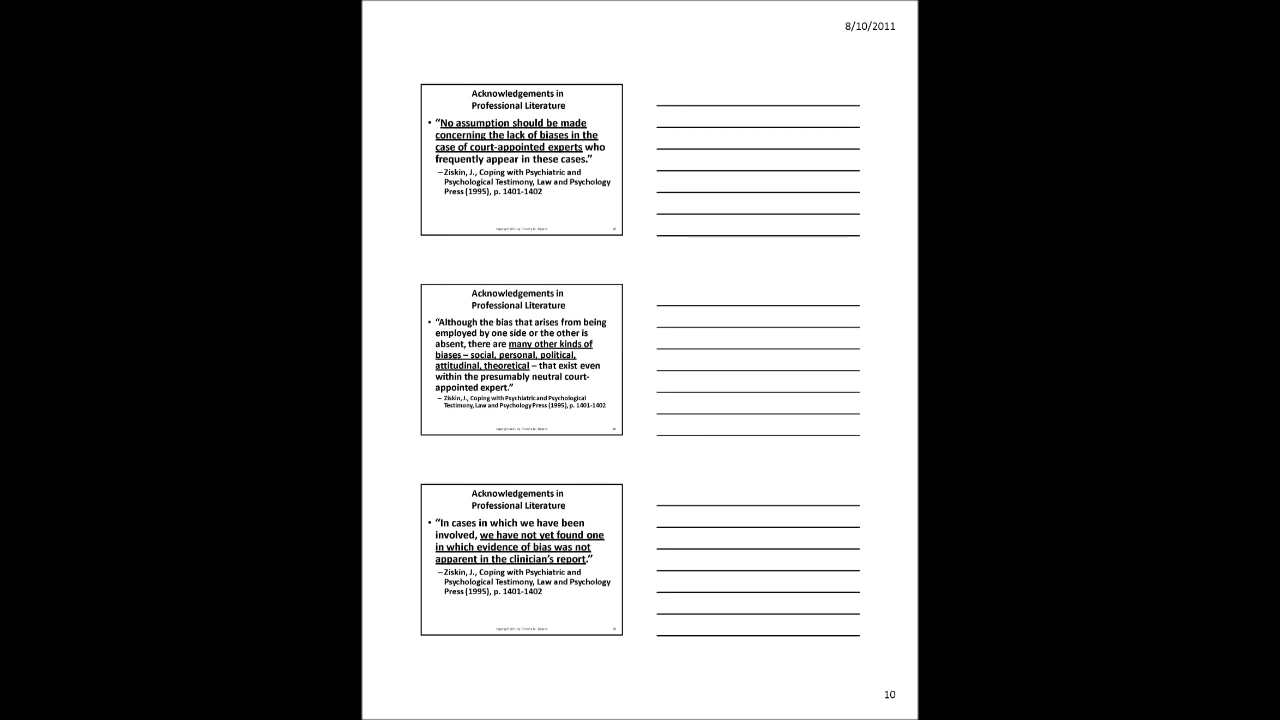 8/10/2011
Acknowledgements in
Professional Literature
• “No assumption should be made
concerning the lack of biases in the
case of court-appointed experts who
frequently appear in these cases.”
–Ziskin, J., Coping with Psychiatric and
Psychological Testimony, Law and Psychology
Press (1995), p. 1401-1402
Acknowledgements in
Professional Literature
• “Although the bias that arises from being
employed by one side or the other is
absent, there are many other kinds of
biases – social, personal, political,
attitudinal, theoretical – that exist even
within the presumably neutral court-
appointed expert.”
– Ziskin, J., Coping with Psychiatric and Psychological
Testimony, Law and Psychology Press (1995), p. 1401-1402
Acknowledgements in
Professional Literature
• “In cases in which we have been
involved, we have not yet found one
in which evidence of bias was not
apparent in the clinician’s report.”
–Ziskin, J., Coping with Psychiatric and
Psychological Testimony, Law and Psychology
Press (1995), p. 1401-1402
10